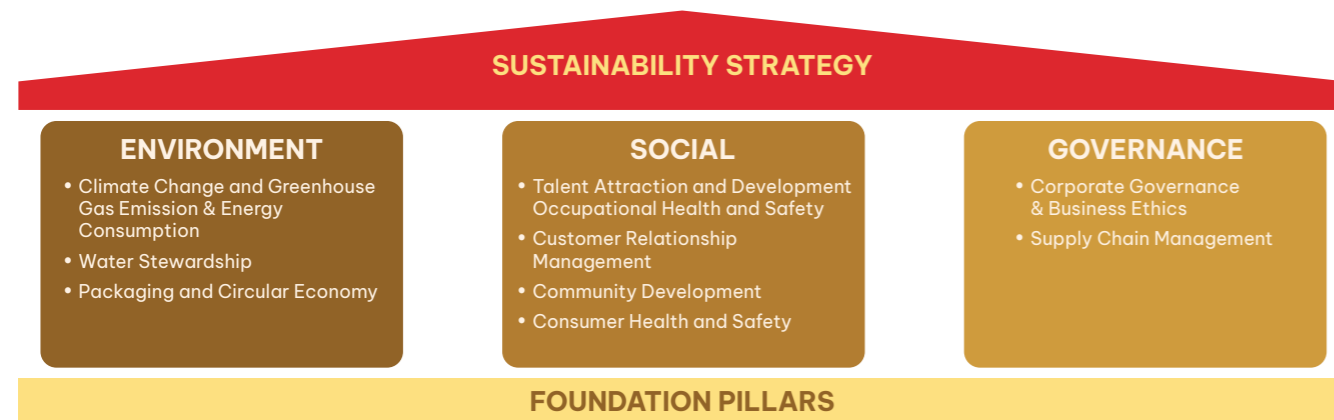 SUSTAINABILITY STRATEGY
ENVIRONMENT
• Climate Change and Greenhouse
Gas Emission & Energy
Consumption
• Water Stewardship
• Packaging and Circular Economy
SOCIAL
• Talent Attraction and Development
Occupational Health and Safety
• Customer Relationship
Management
• Community Development
• Consumer Health and Safety
GOVERNANCE
• Corporate Governance
& Business Ethics
• Supply Chain Management
FOUNDATION PILLARS